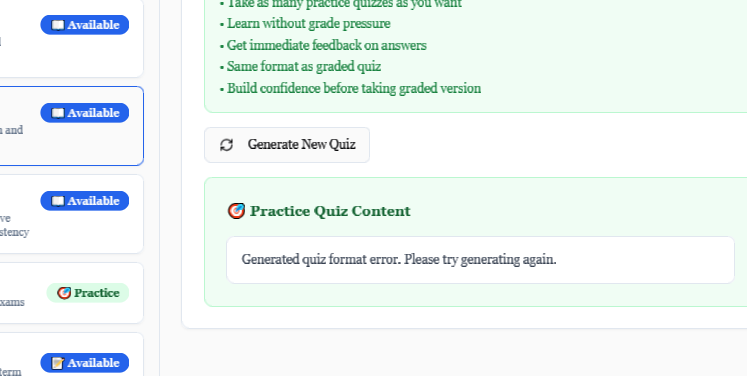 Available
Available
and
Available
ve
stency
Practice
xams
Available
term
• Take as many practice quizzes as you want
• Learn without grade pressure
• Get immediate feedback on answers
• Same format as graded quiz
• Build confidence before taking graded version
Generate New Quiz
Practice Quiz Content
Generated quiz format error. Please try generating again.